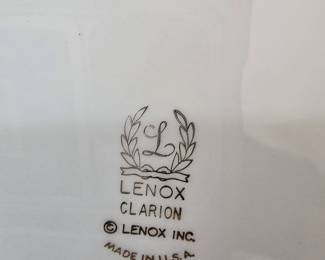 L
LENOX
CLARION
© LENOX INC.
MADE IN U.S.A.